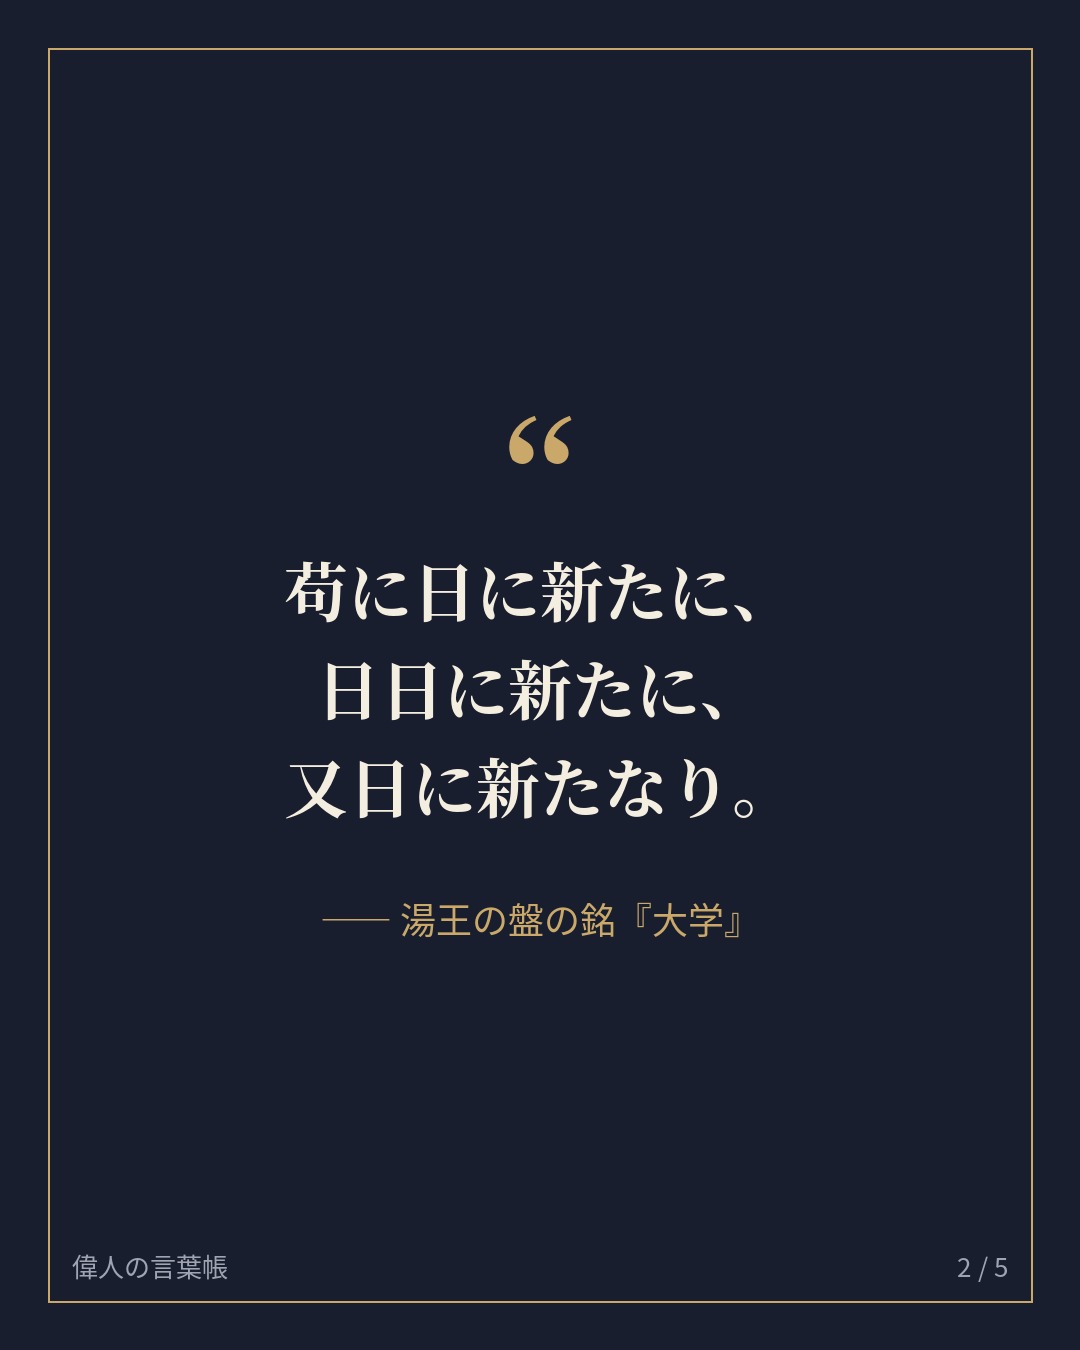 “
苟に日に新たに、
日日に新たに、
又日に新たなり。
―― 湯王の盤の銘『大学』
偉人の言葉帳
2 / 5